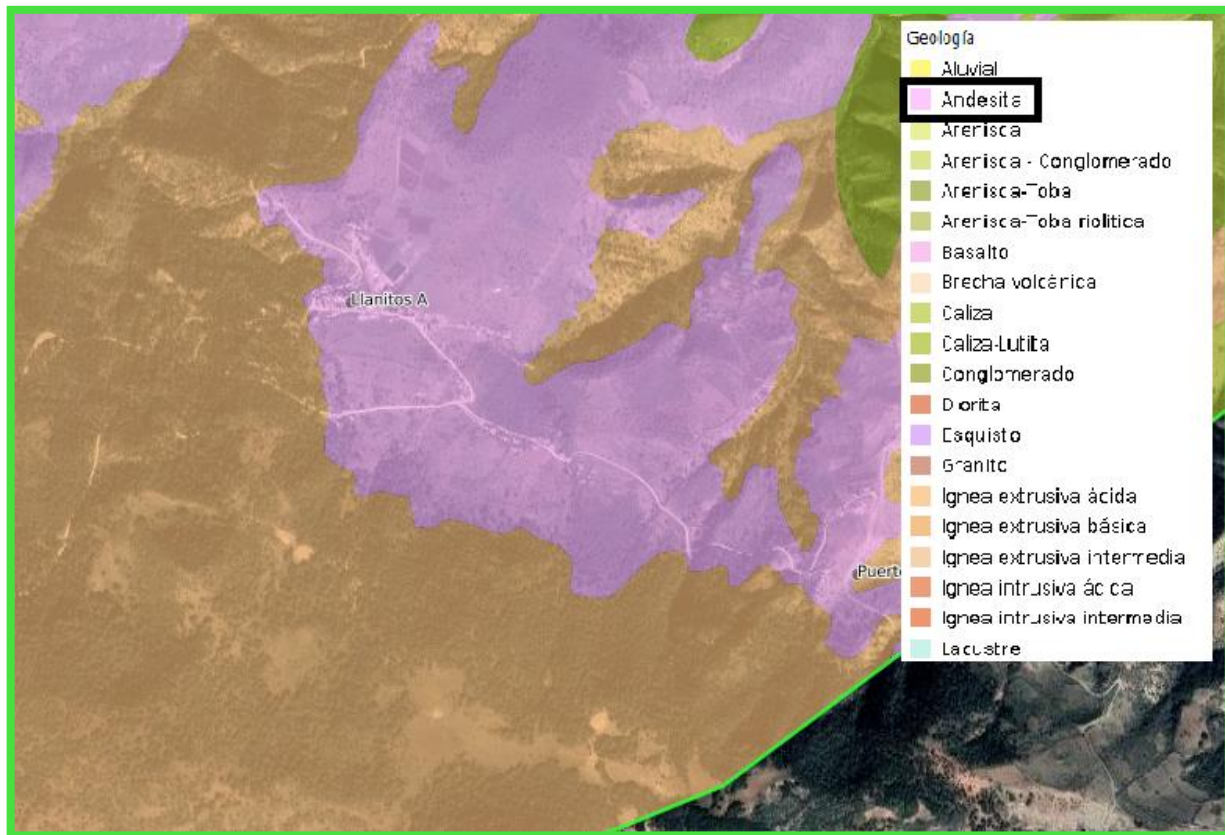 Geología
Aluvial
Andesita
Arenisca
Arenisca - Conglomerado
Arenisca-Toba
Arenisca-Toba riolítica
Basalto
Brecha volcánica
Caliza
Caliza-Lutita
Conglomerado
Diorita
Esquisto
Granito
Ignea extrusiva ácida
Ignea extrusiva básica
Ignea extrusiva intermedia
Ignea intrusiva ácida
Ignea intrusiva intermedia
Lacustre
Llanitos A
Puert